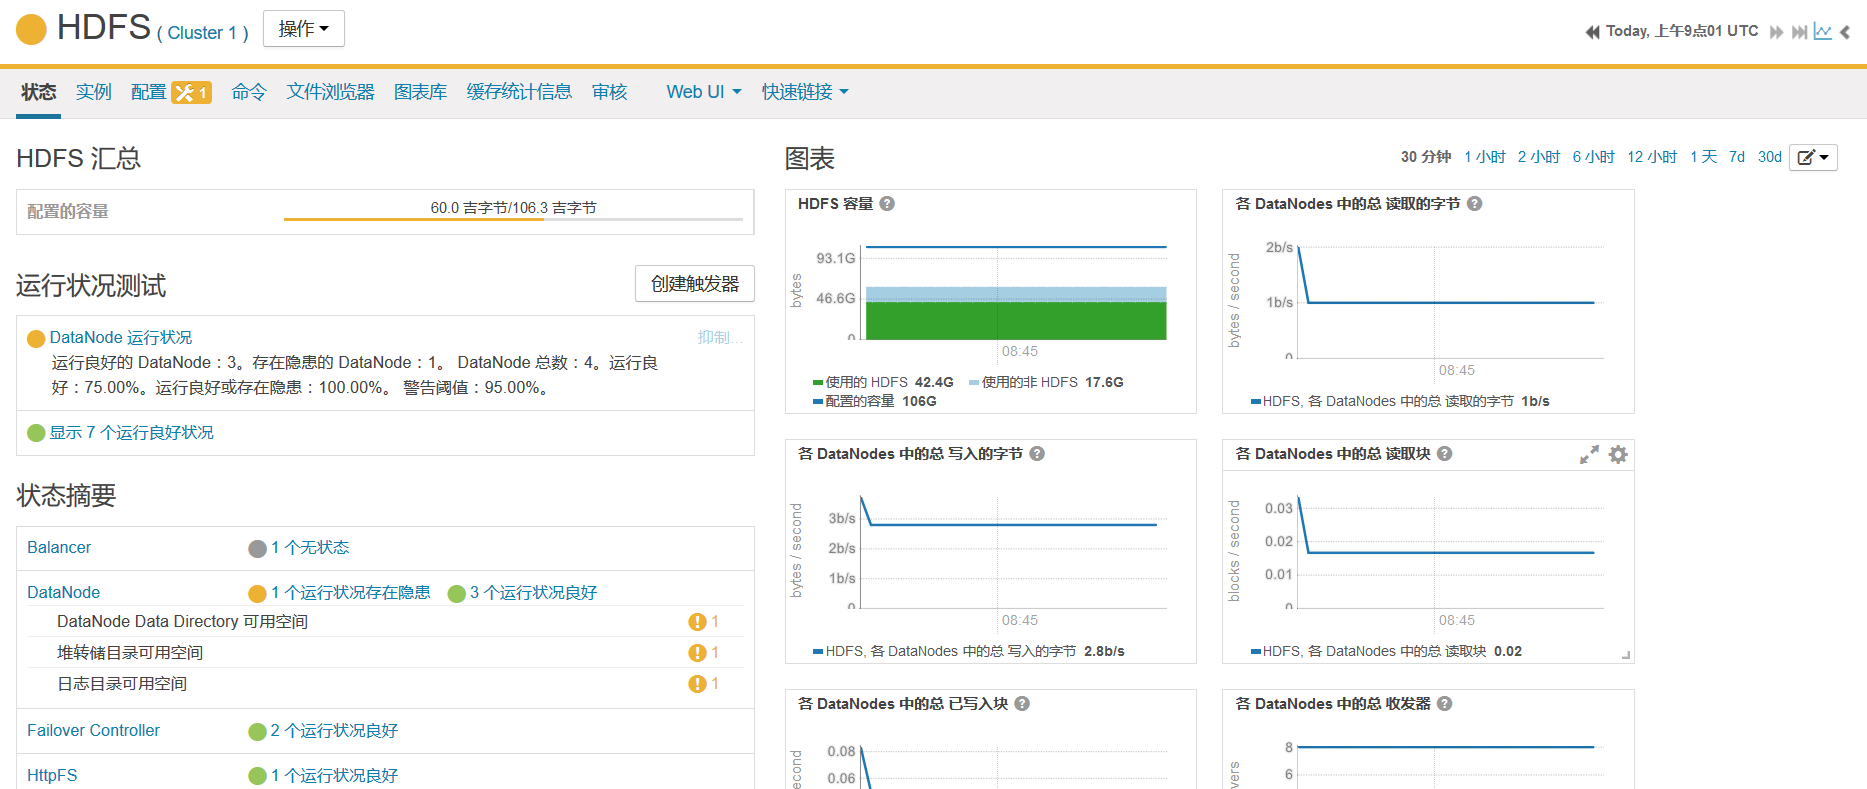 HDFS ( Cluster 1 ) 操作
Today, 上午9点01 UTC
状态 实例 配置 1 命令 文件浏览器 图表库 缓存统计信息 审核 Web UI 快速链接
HDFS 汇总
配置的容量 60.0 吉字节/106.3 吉字节
运行状况测试 创建触发器
DataNode 运行状况 抑制...
运行良好的 DataNode：3。存在隐患的 DataNode：1。 DataNode 总数：4。运行良
好：75.00%。运行良好或存在隐患：100.00%。 警告阈值：95.00%。
显示 7 个运行良好状况
状态摘要
Balancer 1 个无状态
DataNode 1 个运行状况存在隐患 3 个运行状况良好
DataNode Data Directory 可用空间 1
堆转储目录可用空间 1
日志目录可用空间 1
Failover Controller 2 个运行状况良好
HttpFS 1 个运行状况良好
图表 30 分钟 1 小时 2 小时 6 小时 12 小时 1 天 7d 30d
HDFS 容量 ?
bytes
93.1G
46.6G
0
08:45
使用的 HDFS 42.4G 使用的非 HDFS 17.6G
配置的容量 106G
各 DataNodes 中的总 读取的字节 ?
bytes / second
2b/s
1b/s
0
08:45
HDFS, 各 DataNodes 中的总 读取的字节 1b/s
各 DataNodes 中的总 写入的字节 ?
bytes / second
3b/s
2b/s
1b/s
0
08:45
HDFS, 各 DataNodes 中的总 写入的字节 2.8b/s
各 DataNodes 中的总 读取块 ?
blocks / second
0.03
0.02
0.01
0
08:45
HDFS, 各 DataNodes 中的总 读取块 0.02
各 DataNodes 中的总 已写入块 ?
econd
0.08
0.06
各 DataNodes 中的总 收发器 ?
vers
8
6